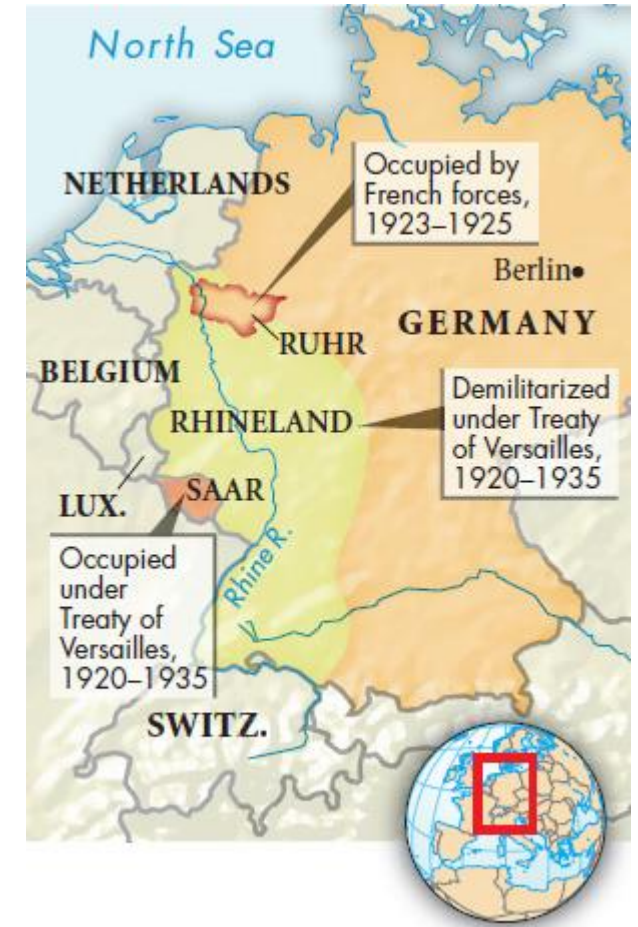 North Sea
NETHERLANDS
Occupied by
French forces,
1923–1925
Berlin
GERMANY
RUHR
BELGIUM
Demilitarized
under Treaty
of Versailles,
1920–1935
RHINELAND
SAAR
LUX.
Rhine R.
Occupied
under
Treaty of
Versailles,
1920–1935
SWITZ.